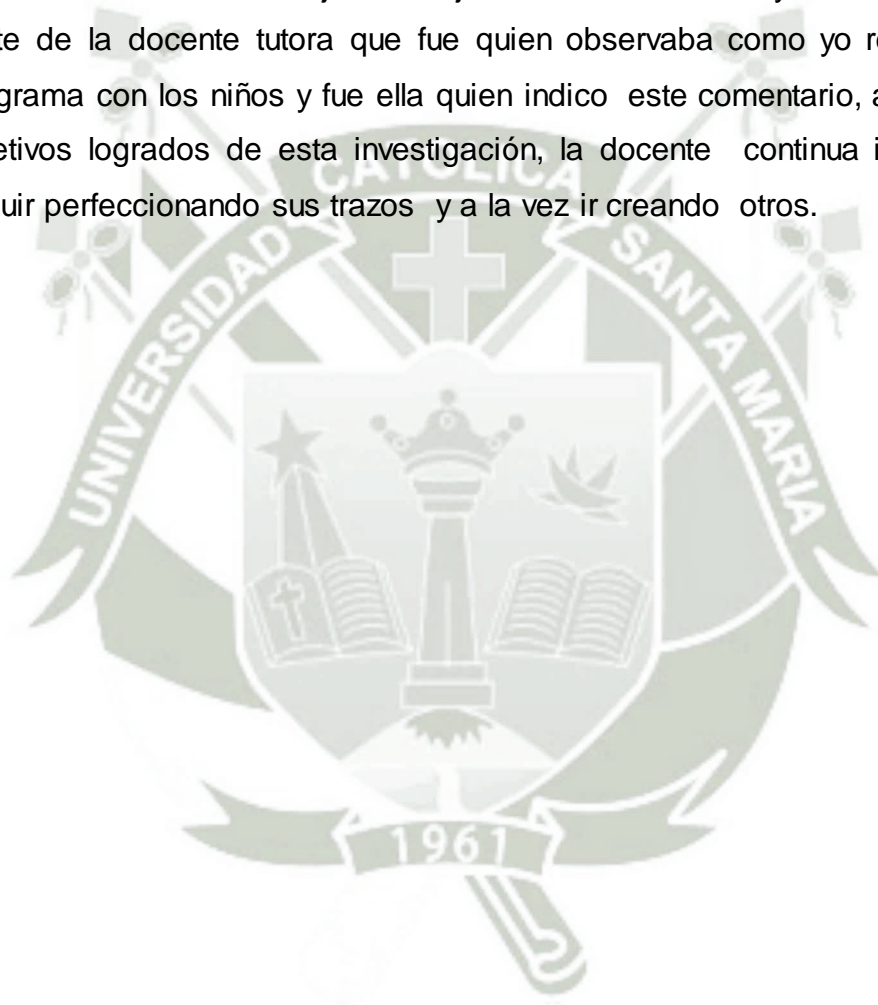 te de la docente tutora que fue quien observaba como yo
grama con los niños y fue ella quien indico este comentario,
etivos logrados de esta investigación, la docente continua
uir perfeccionando sus trazos y a la vez ir creando otros.
UNIVERSIDAD CATOLICA SANTA MARIA
1961